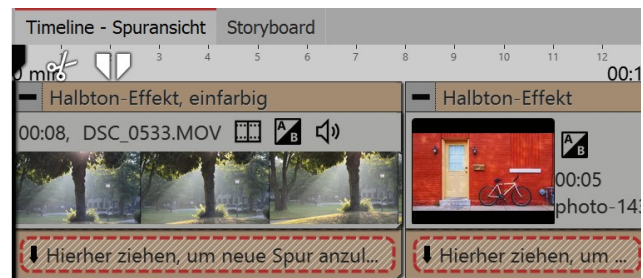 Timeline - Spuransicht Storyboard
3 4 5 6 7 8 9 10 11 12
0 min 00:1
Halbton-Effekt, einfarbig Halbton-Effekt
00:08, DSC_0533.MOV A B
A B
00:05
photo-143
Hierher ziehen, um neue Spur anzul... Hierher ziehen, um ...